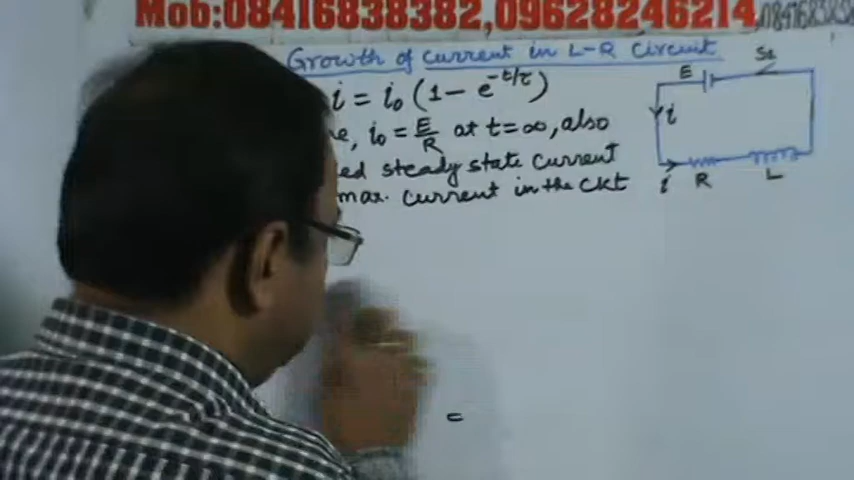 Mob:08416838382,09628246214,
Growth of current in L-R Circuit
i = i₀ (1 - e^-t/τ)
i₀ = E/R at t=∞, also
steady state current
max. current in the ckt
E
i
i
R
L
=